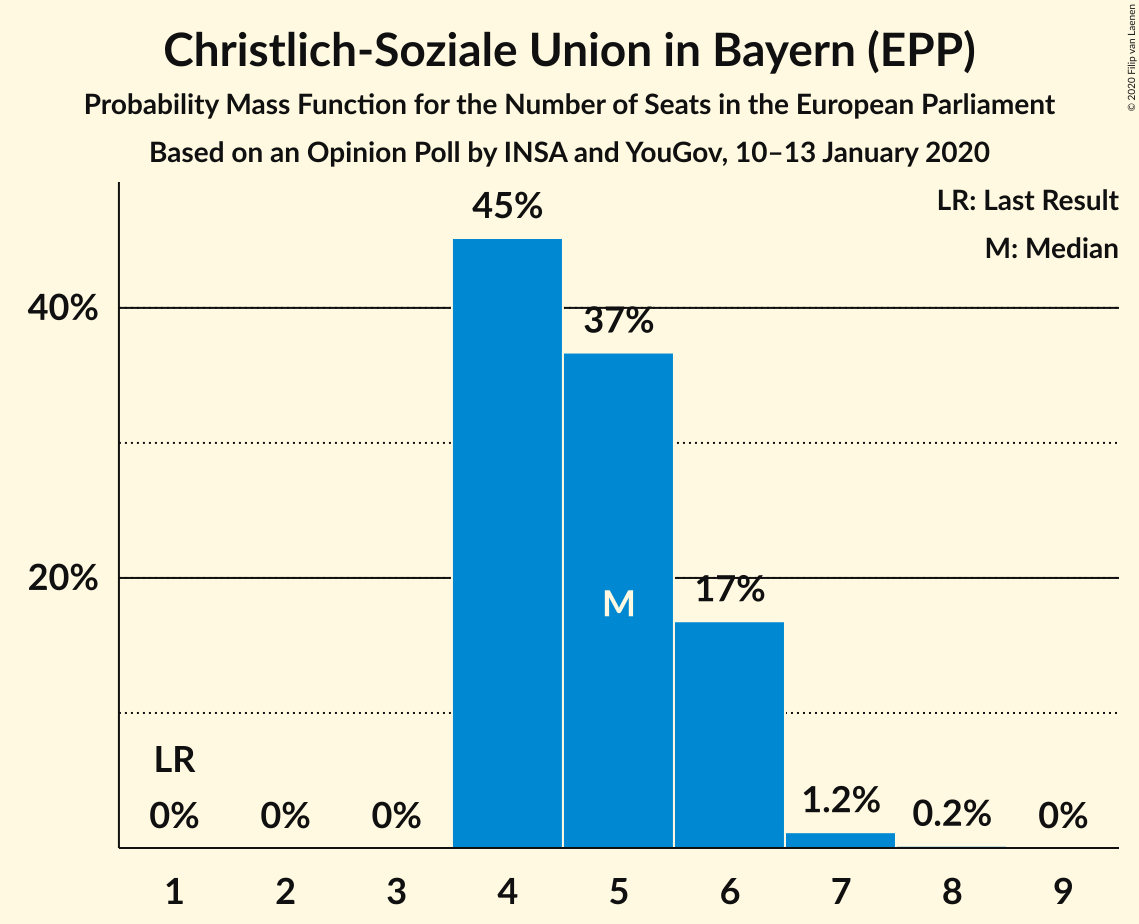 Christlich-Soziale Union in Bayern (EPP)
Probability Mass Function for the Number of Seats in the European Parliament
Based on an Opinion Poll by INSA and YouGov, 10–13 January 2020
© 2020 Filip van Laenen
LR: Last Result
M: Median
45%
40%
37%
20%
17%
M
LR
0%
0%
0%
1.2%
0.2%
0%
1 2 3 4 5 6 7 8 9